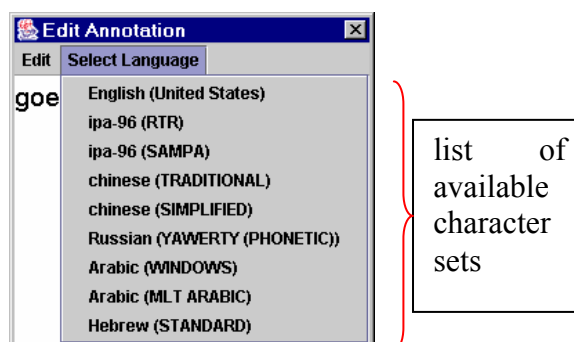 Edit Annotation
Edit Select Language
goe
English (United States)
ipa-96 (RTR)
ipa-96 (SAMPA)
chinese (TRADITIONAL)
chinese (SIMPLIFIED)
Russian (YAWERTY (PHONETIC))
Arabic (WINDOWS)
Arabic (MLT ARABIC)
Hebrew (STANDARD)
list of
available
character
sets